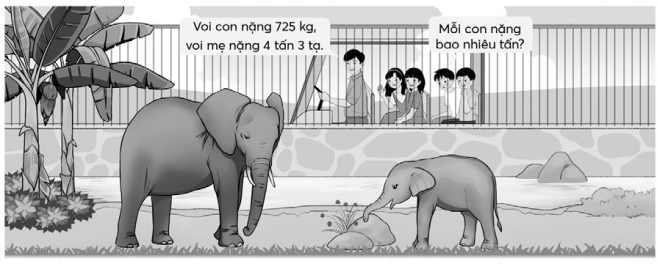 Voi con nặng 725 kg,
voi mẹ nặng 4 tấn 3 tạ.
Mỗi con nặng
bao nhiêu tấn?